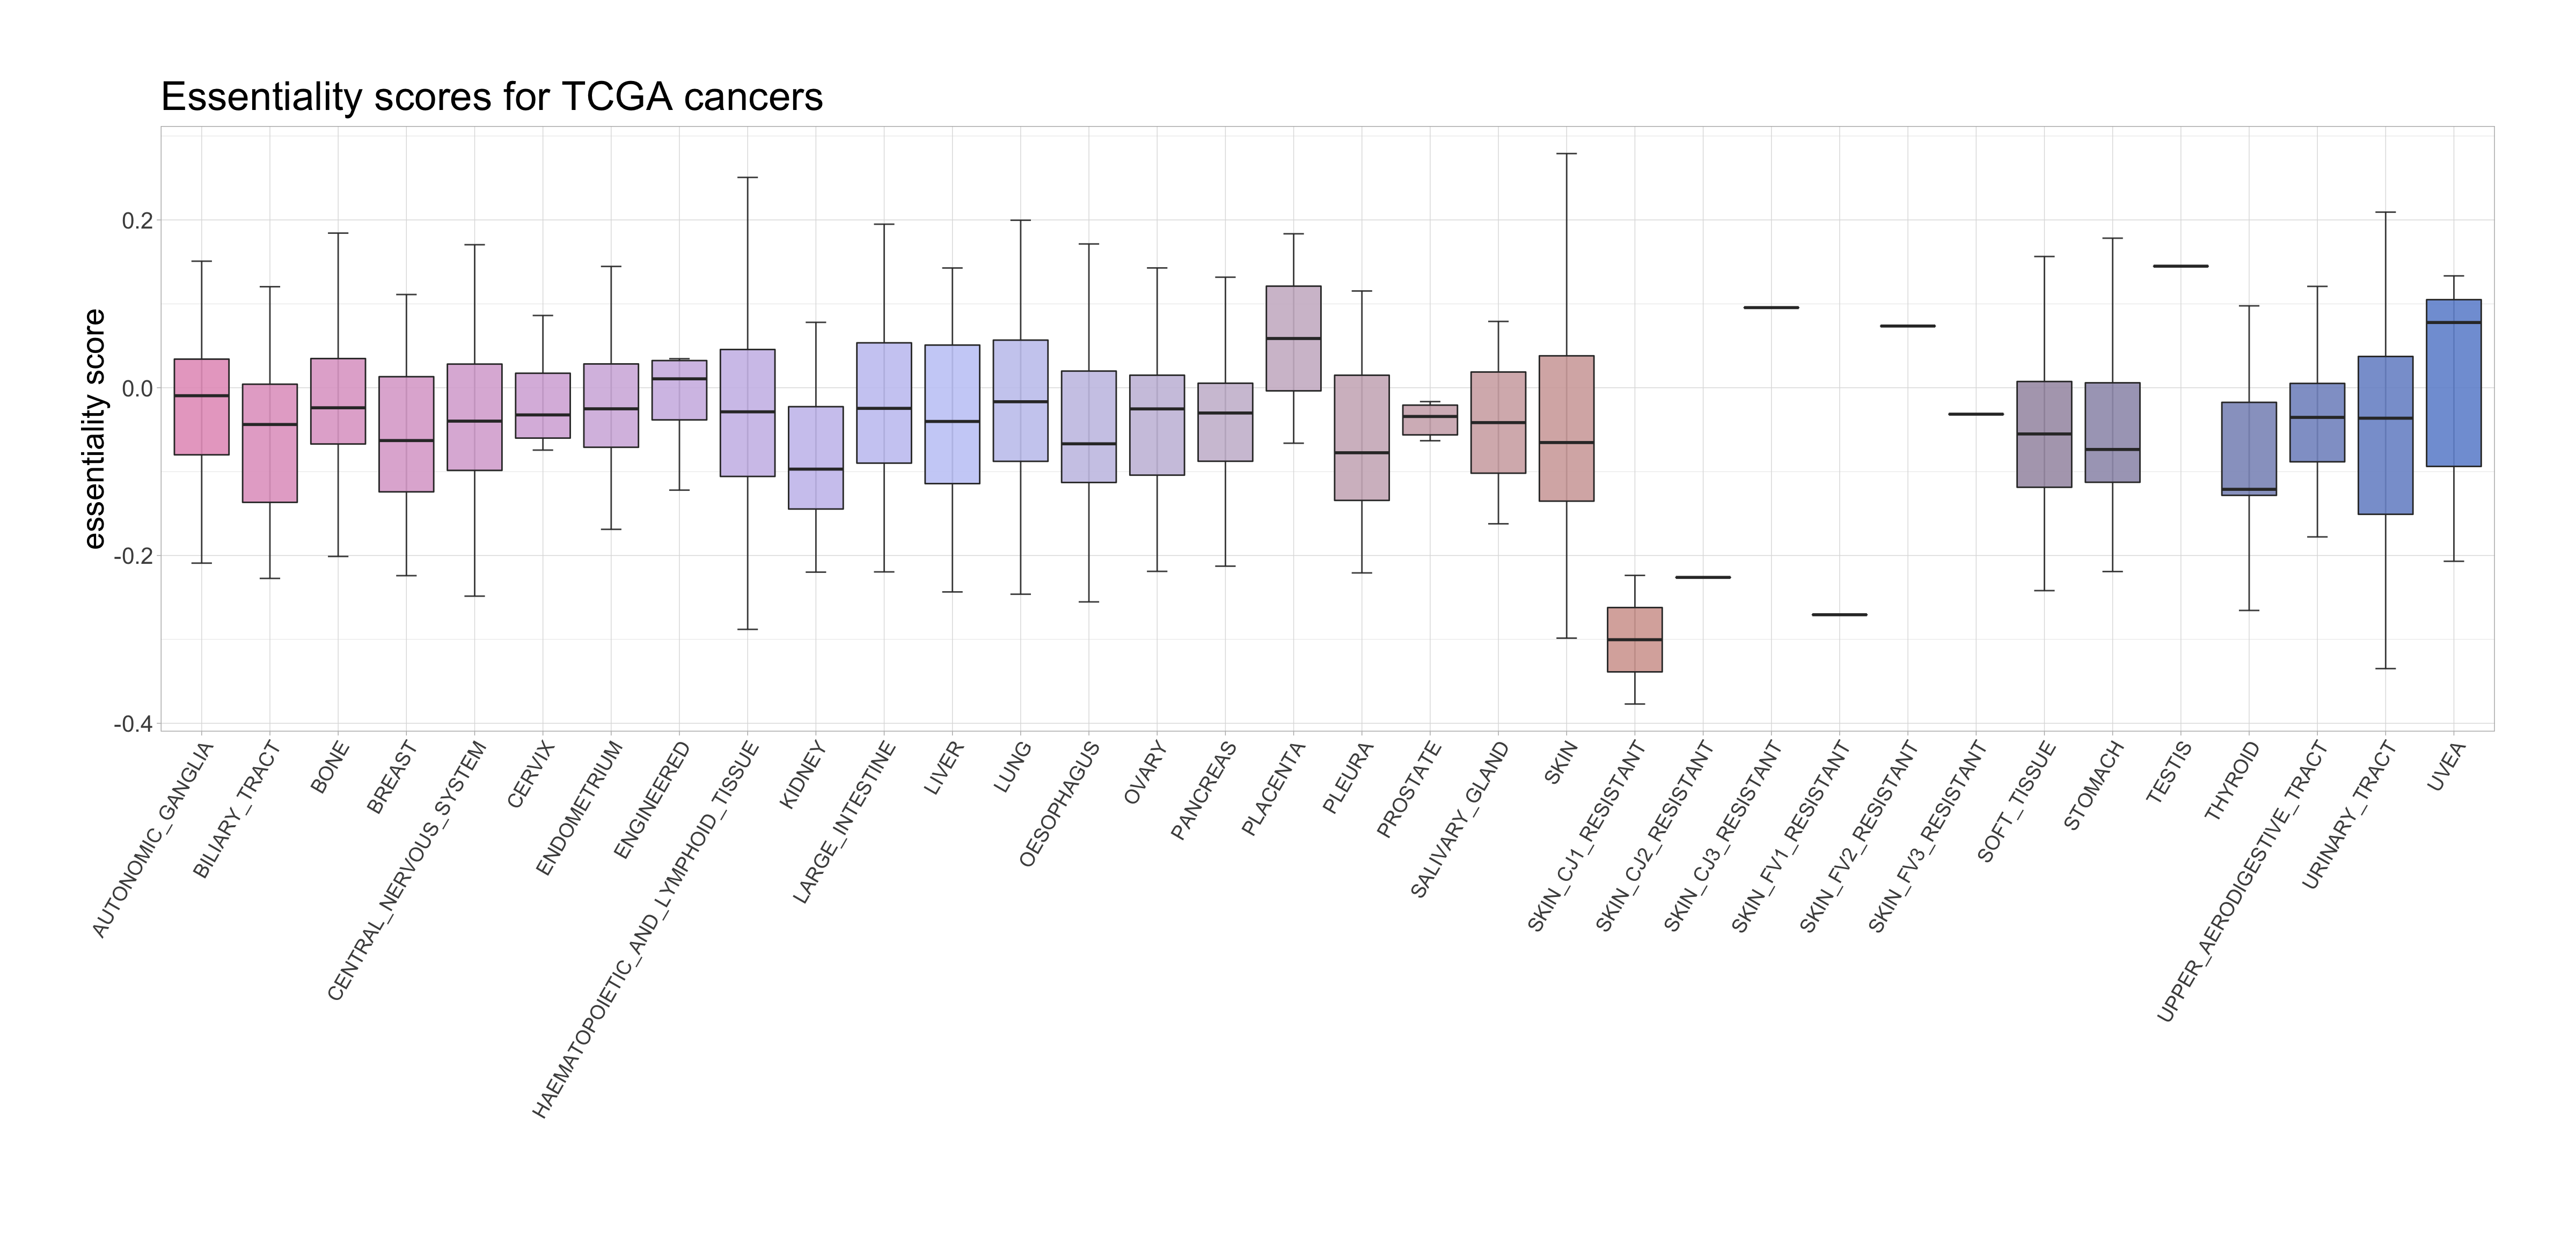 Essentiality scores for TCGA cancers
essentiality score
0.2
0.0
-0.2
-0.4
AUTONOMIC_GANGLIA
BILIARY_TRACT
BONE
BREAST
CENTRAL_NERVOUS_SYSTEM
CERVIX
ENDOMETRIUM
ENGINEERED
HAEMATOPOIETIC_AND_LYMPHOID_TISSUE
KIDNEY
LARGE_INTESTINE
LIVER
LUNG
OESOPHAGUS
OVARY
PANCREAS
PLACENTA
PLEURA
PROSTATE
SALIVARY_GLAND
SKIN
SKIN_CJ1_RESISTANT
SKIN_CJ2_RESISTANT
SKIN_CJ3_RESISTANT
SKIN_FV1_RESISTANT
SKIN_FV2_RESISTANT
SKIN_FV3_RESISTANT
SOFT_TISSUE
STOMACH
TESTIS
THYROID
UPPER_AERODIGESTIVE_TRACT
URINARY_TRACT
UVEA